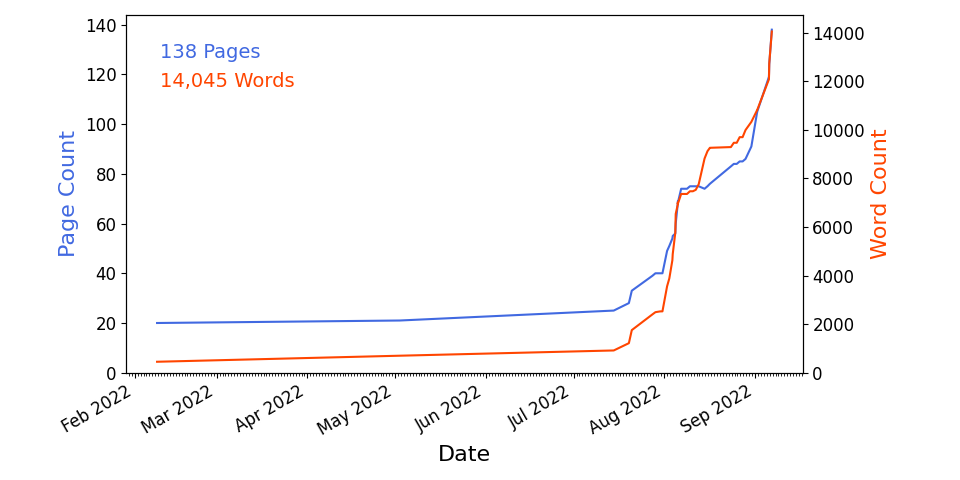 138 Pages
14,045 Words
Page Count
140
120
100
80
60
40
20
0
14000
12000
10000
8000
6000
4000
2000
0
Word Count
Feb 2022
Mar 2022
Apr 2022
May 2022
Jun 2022
Jul 2022
Aug 2022
Sep 2022
Date